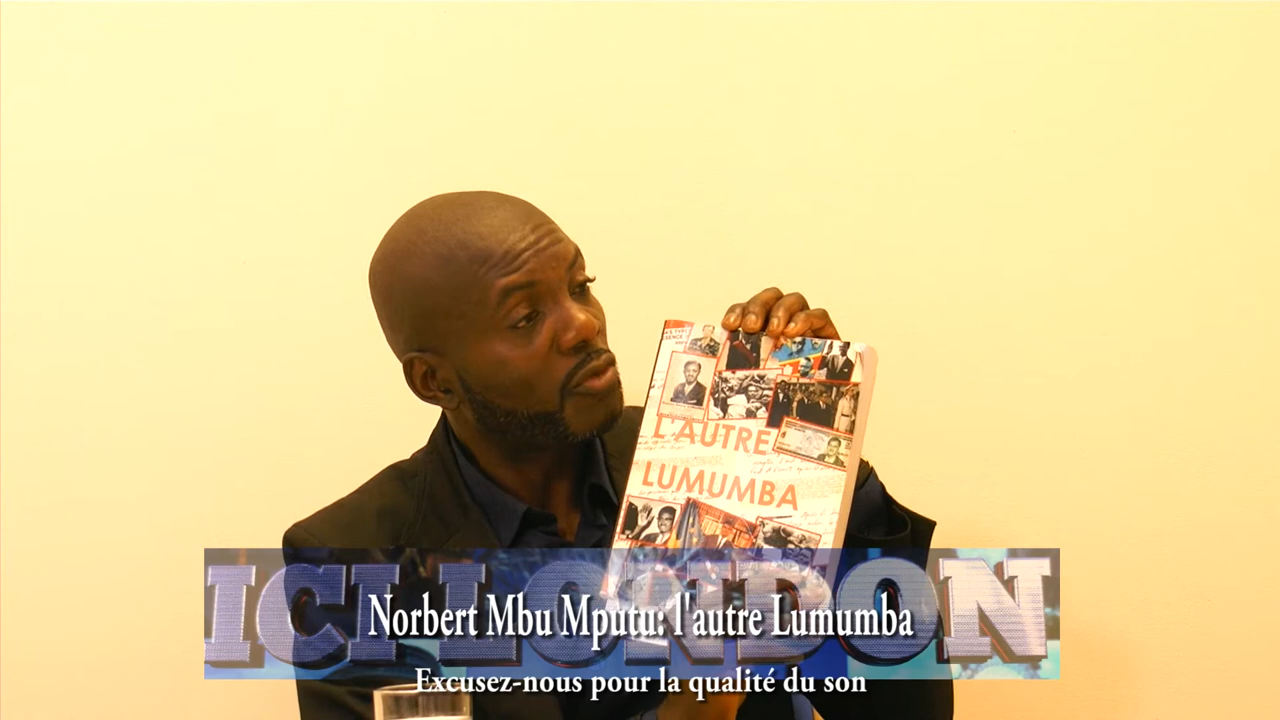 L'AUTRE
LUMUMBA
ICI LONDON
Norbert Mbu Mputu: l'autre Lumumba
Excusez-nous pour la qualité du son